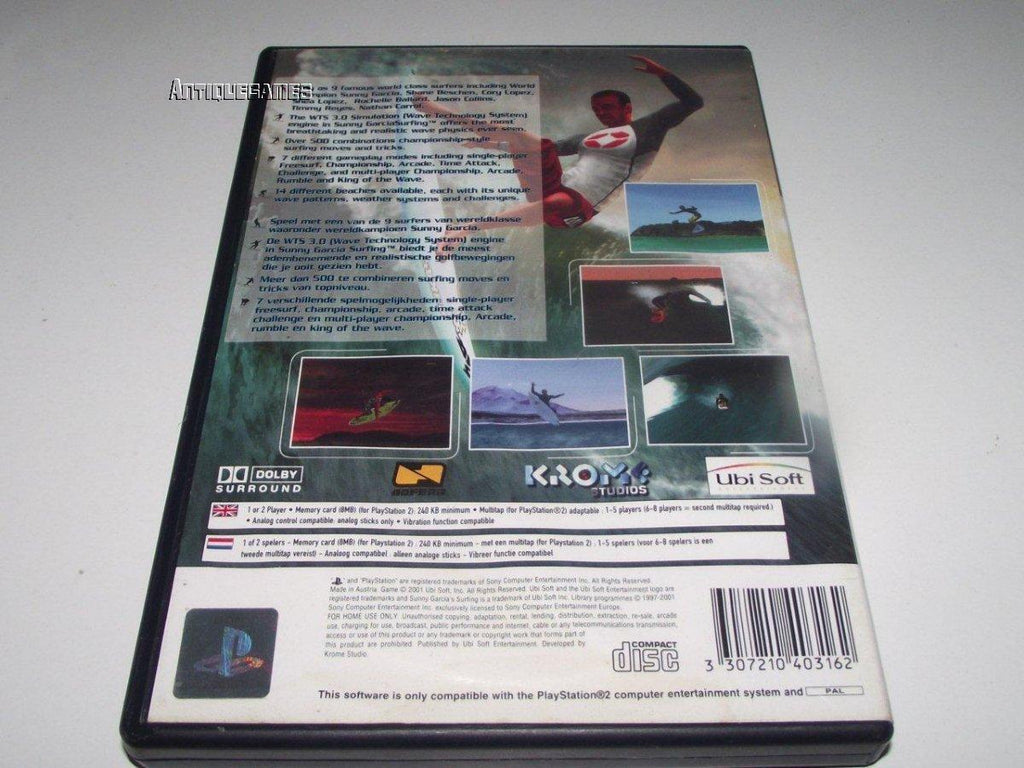 ANTIQUEGAMES
as 9 famous world class surfers including World
Sunny Garcia, Shane Beschen, Cory Lopez,
Shea Lopez, Rochelle Ballard, Jason Collins,
Timmy Reyes, Nathan Carrol.
The WTS 3.0 Simulation (Wave Technology System)
engine in Sunny GarciaSurfing™ offers the most
breathtaking and realistic wave physics ever seen.
Over 500 combinations championship-style
surfing moves and tricks.
7 different gameplay modes including single-player
Freesurf, Championship, Arcade, Time Attack,
Challenge, and multi-player Championship, Arcade,
Rumble and King of the Wave.
14 different beaches available, each with its unique
wave patterns, weather systems and challenges.
Speel met een van de 9 surfers van wereldklasse
waaronder wereldkampioen Sunny Garcia.
De WTS 3.0 (Wave Technology System) engine
in Sunny Garcia Surfing™ biedt je de meest
adembenemende en realistische golfbewegingen
die je ooit gezien hebt.
Meer dan 500 te combineren surfing moves en
tricks van topniveau.
7 verschillende spelmogelijkheden: single-player
freesurf, championship, arcade, time attack
challenge en multi-player championship, Arcade,
rumble en king of the wave.
DOLBY
SURROUND
KROME
STUDIOS
Ubi Soft
ENTERTAINMENT
1 or 2 Player • Memory card (8MB) (for PlayStation 2): 240 KB minimum • Multitap (for PlayStation®2) adaptable : 1-5 players (6-8 players = second multitap required.)
• Analog control compatible: analog sticks only • Vibration function compatible
1 of 2 spelers - Memory card (8MB) (for Playstation 2) : 240 KB minimum - met een multitap (for Playstation 2) : 1-5 spelers (voor 6-8 spelers is een
tweede multitap vereist) - Analoog compatibel : alleen analoge sticks - Vibreer functie compatibel
and "PlayStation" are registered trademarks of Sony Computer Entertainment Inc. All Rights Reserved.
Made in Austria. Game © 2001 Ubi Soft, Inc. All Rights Reserved. Ubi Soft and the Ubi Soft Entertainment logo are
registered trademarks and Sunny Garcia's Surfing is a trademark of Ubi Soft Inc. Library programmes © 1997-2001
Sony Computer Entertainment Inc. exclusively licensed to Sony Computer Entertainment Europe.
FOR HOME USE ONLY. Unauthorised copying, adaptation, rental, lending, distribution, extraction, re-sale, arcade
use, charging for use, broadcast, public performance and internet, cable or any telecommunications transmission,
access or use of this product or any trademark or copyright work that forms part of
this product are prohibited. Published by Ubi Soft Entertainment. Developed by
Krome Studio.
COMPACT
disc
3 307210 403162
This software is only compatible with the PlayStation®2 computer entertainment system and PAL